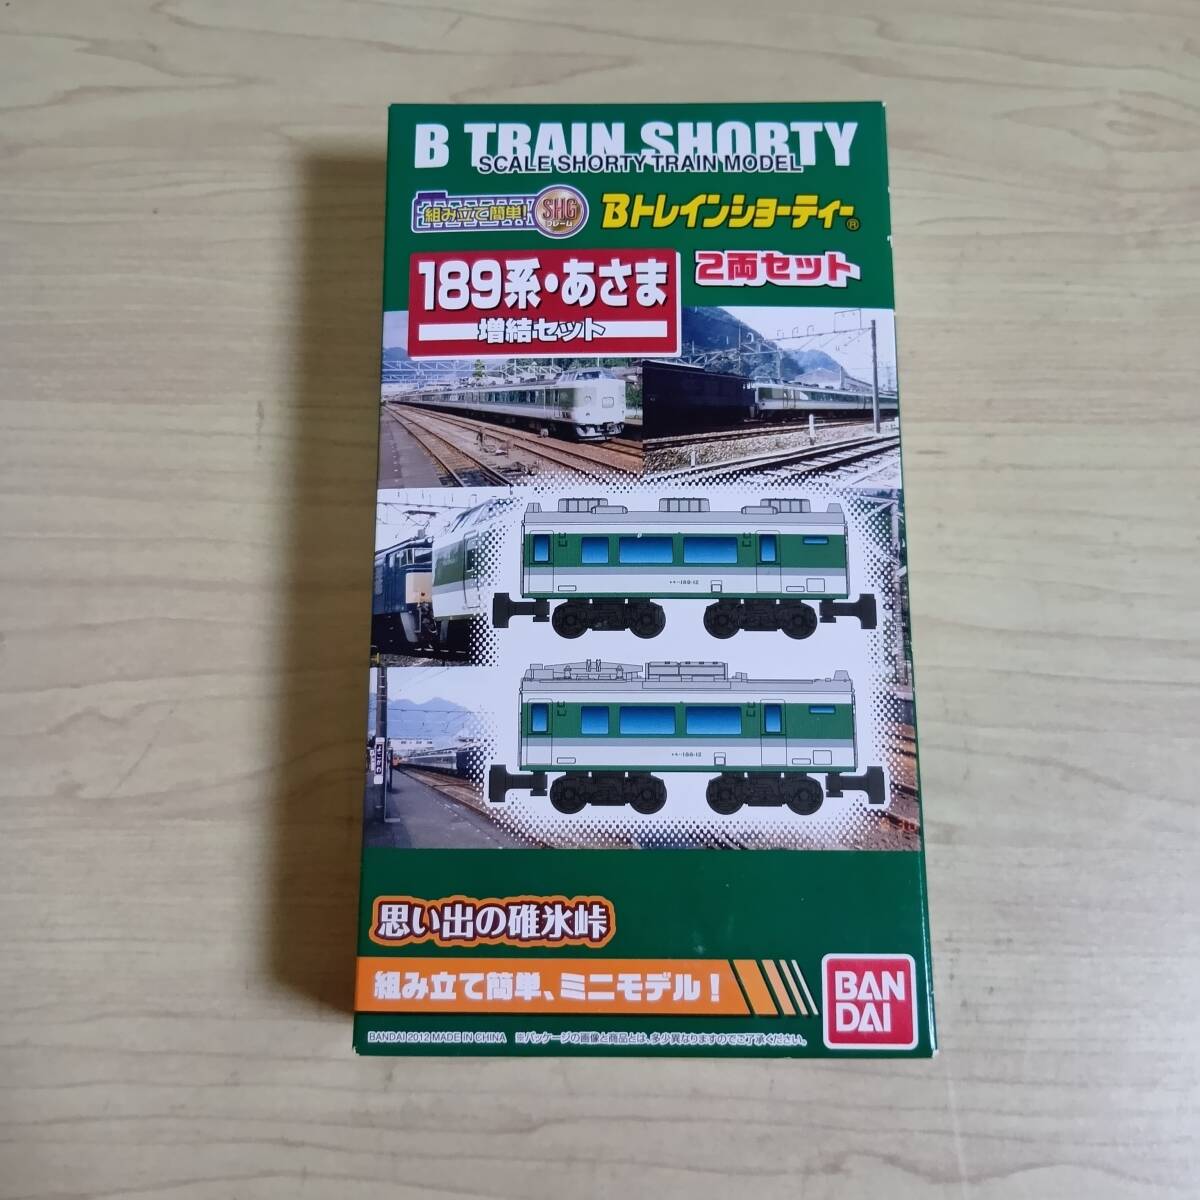 B TRAIN SHORTY
SCALE SHORTY TRAIN MODEL
組み立て簡単!
SHG
フレーム
Bトレインショーティー®
189系・あさま
増結セット
2両セット
思い出の碓氷峠
組み立て簡単、ミニモデル!
BAN
DAI
BANDAI 2012 MADE IN CHINA ※パッケージの画像と商品とは、多少異なりますのでご了承ください。